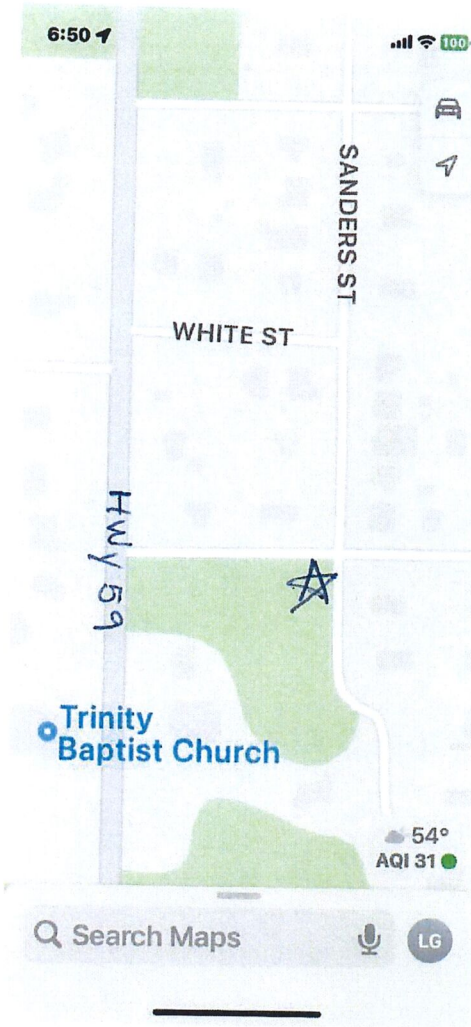 6:50
100
SANDERS ST
WHITE ST
Hwy 59
Trinity
Baptist Church
54°
AQI 31
Search Maps
LG